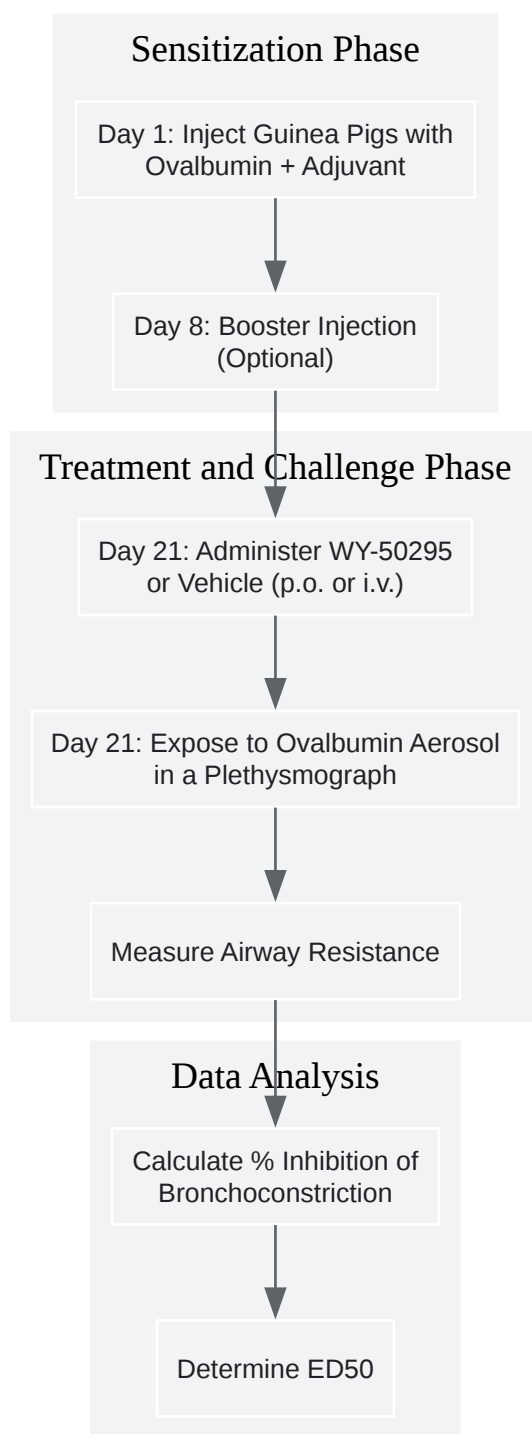 Sensitization Phase
Day 1: Inject Guinea Pigs with
Ovalbumin + Adjuvant
Day 8: Booster Injection
(Optional)
Treatment and Challenge Phase
Day 21: Administer WY-50295
or Vehicle (p.o. or i.v.)
Day 21: Expose to Ovalbumin Aerosol
in a Plethysmograph
Measure Airway Resistance
Data Analysis
Calculate % Inhibition of
Bronchoconstriction
Determine ED50